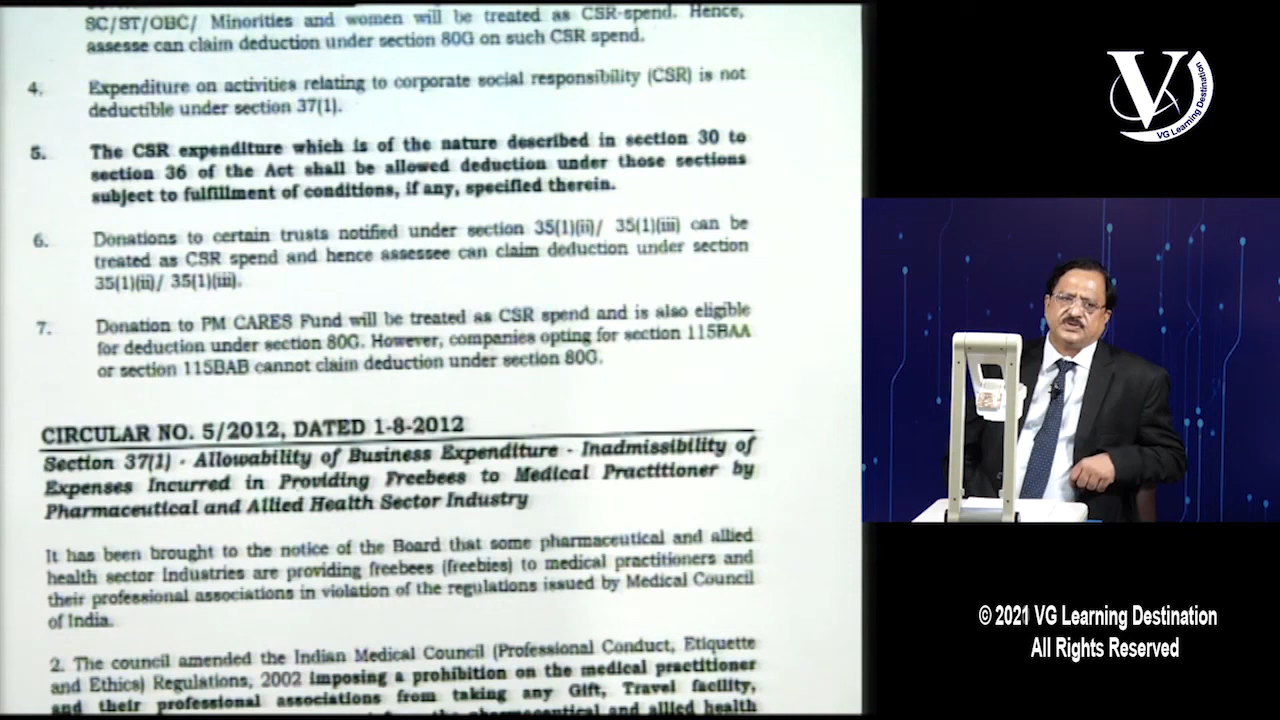 SC/ST/OBC/ Minorities and women will be treated as CSR-spend. Hence,
assesse can claim deduction under section 80G on such CSR spend.
4. Expenditure on activities relating to corporate social responsibility (CSR) is not
deductible under section 37(1).
5. The CSR expenditure which is of the nature described in section 30 to
section 36 of the Act shall be allowed deduction under those sections
subject to fulfillment of conditions, if any, specified therein.
6. Donations to certain trusts notified under section 35(1)(ii)/ 35(1)(iii) can be
treated as CSR spend and hence assessee can claim deduction under section
35(1)(ii)/ 35(1)(iii).
7. Donation to PM CARES Fund will be treated as CSR spend and is also eligible
for deduction under section 80G. However, companies opting for section 115BAA
or section 115BAB cannot claim deduction under section 80G.
CIRCULAR NO. 5/2012, DATED 1-8-2012
Section 37(1) - Allowability of Business Expenditure - Inadmissibility of
Expenses Incurred in Providing Freebees to Medical Practitioner by
Pharmaceutical and Allied Health Sector Industry
It has been brought to the notice of the Board that some pharmaceutical and allied
health sector Industries are providing freebees (freebies) to medical practitioners and
their professional associations in violation of the regulations issued by Medical Council
of India.
2. The council amended the Indian Medical Council (Professional Conduct, Etiquette
and Ethics) Regulations, 2002 imposing a prohibition on the medical practitioner
and their professional associations from taking any Gift, Travel facility,
the pharmaceutical and allied health
V
VG Learning Destination
© 2021 VG Learning Destination
All Rights Reserved